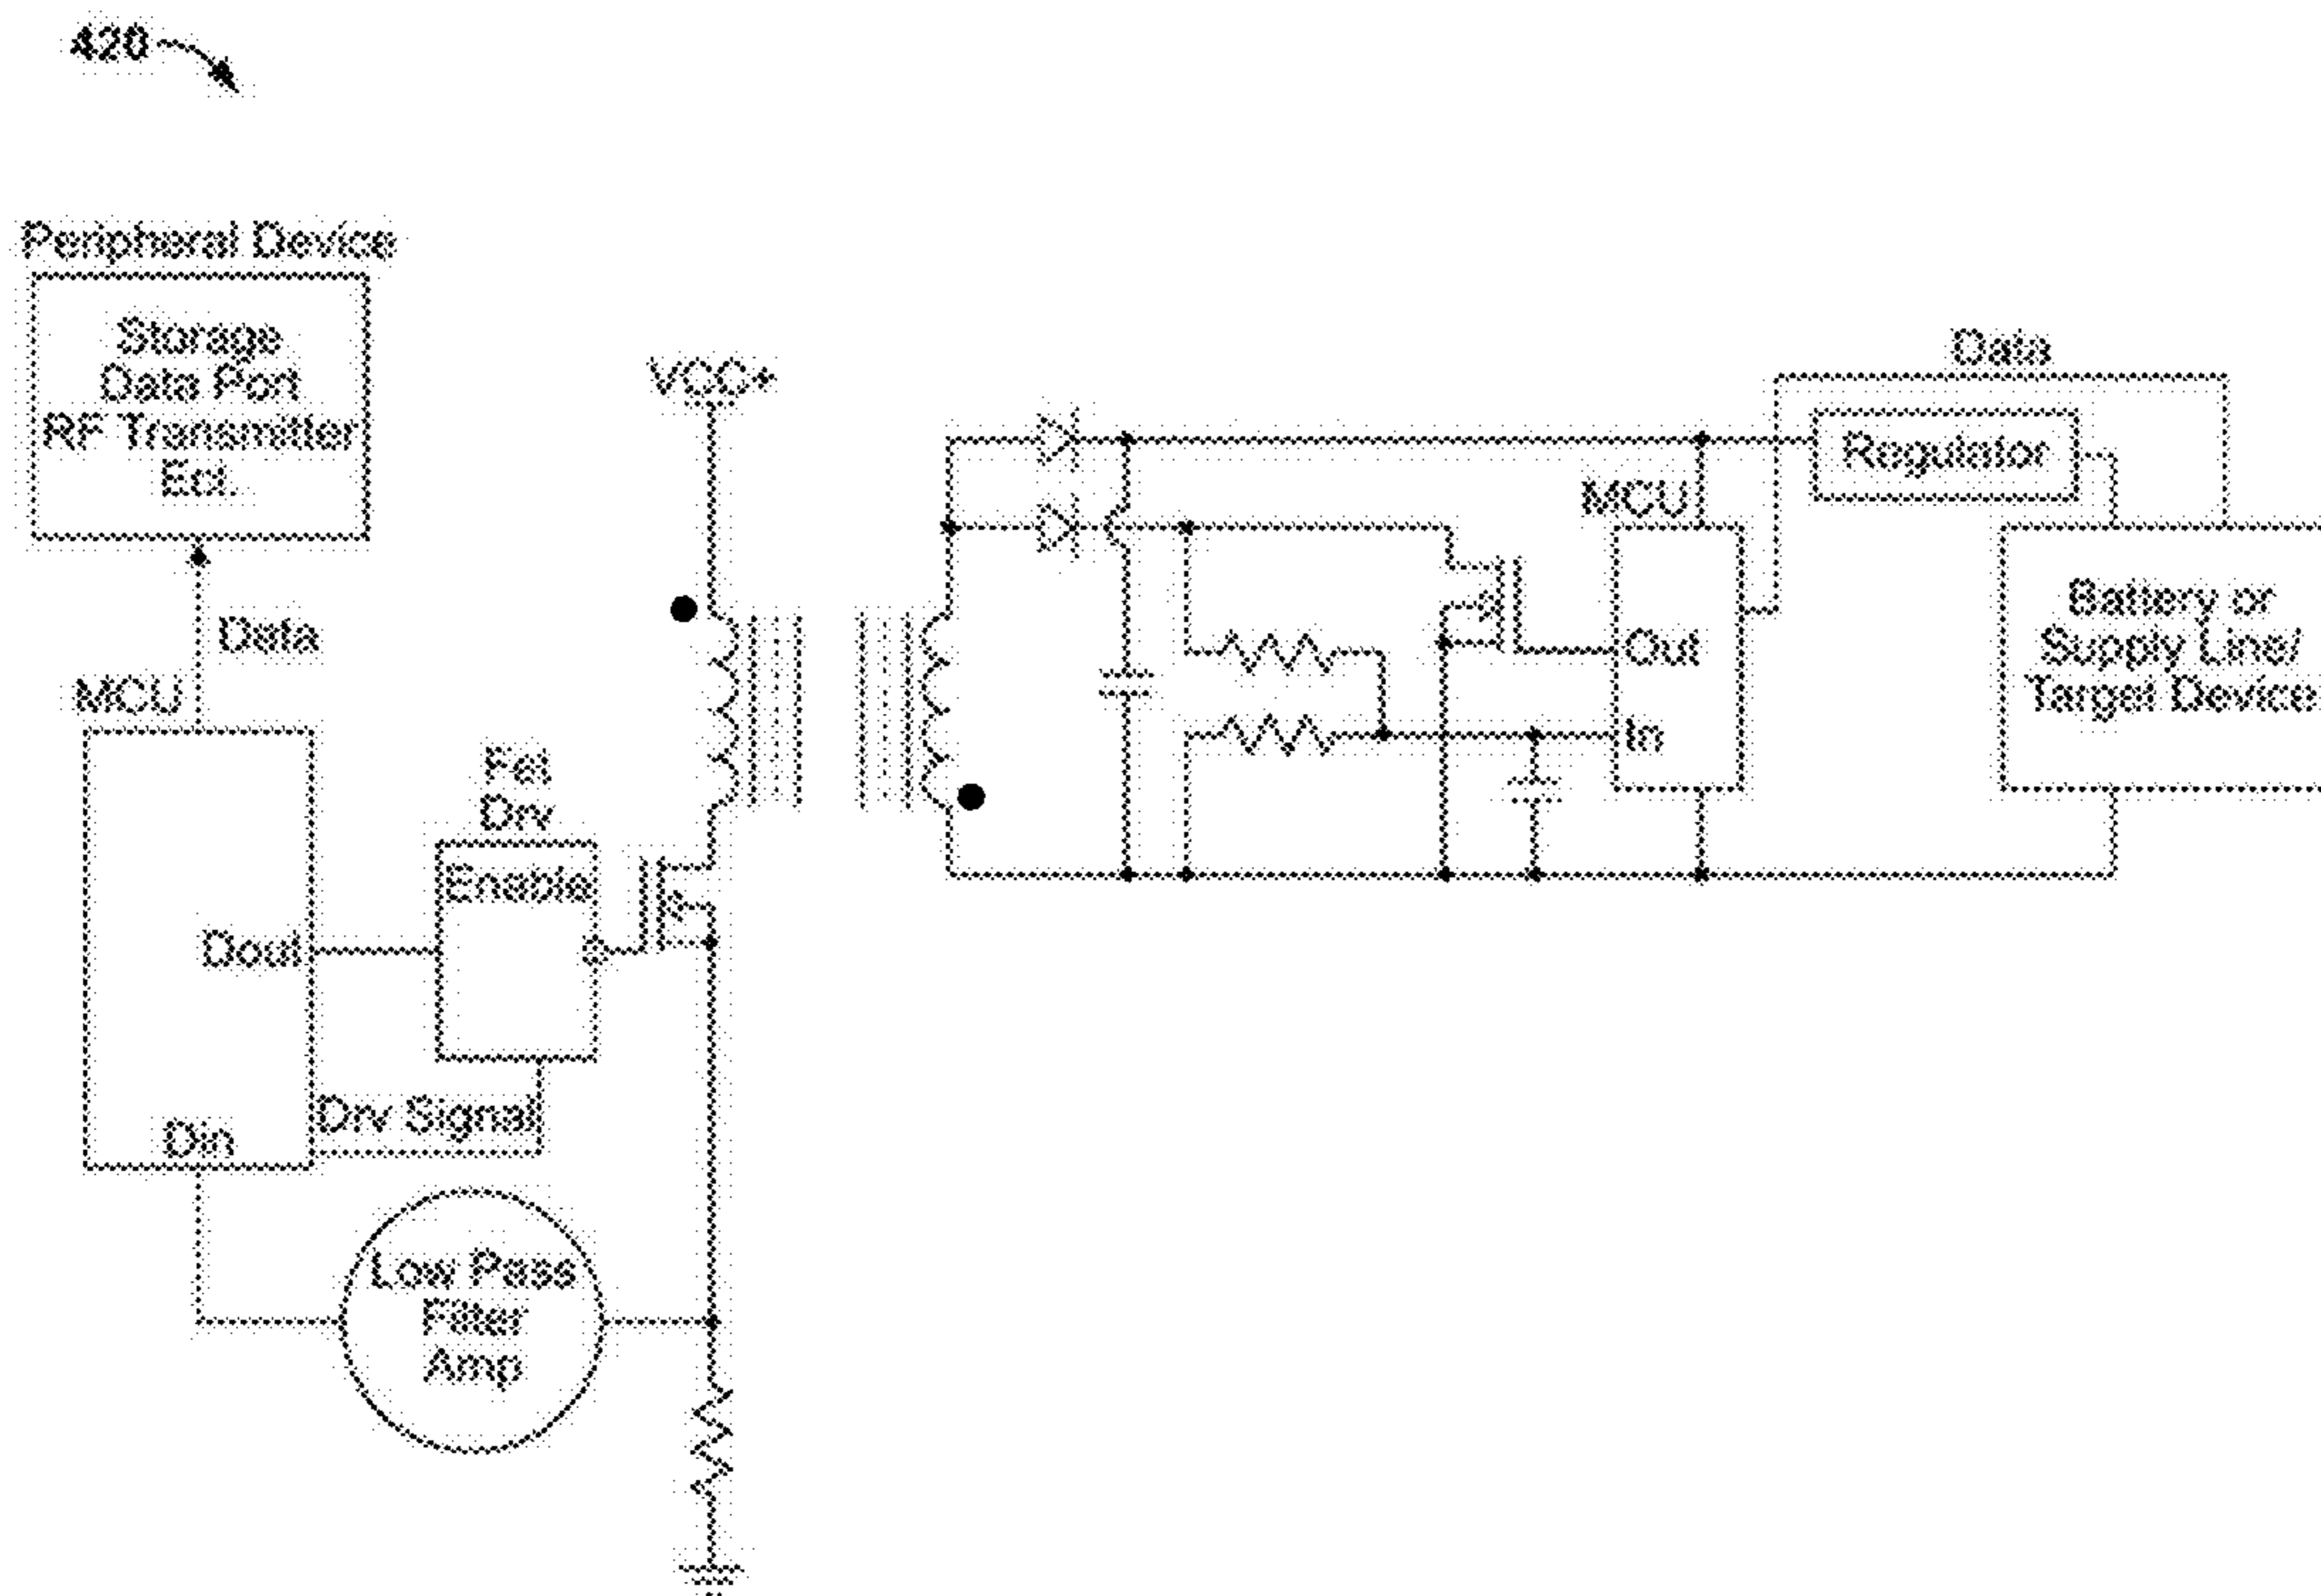 420
Peripheral Device
Storage
Data Port
RF Transmitter
Ect.
Data
MCU
Dout
Din
Fet
Drv
Enable
Drv Signal
Low Pass
Filter
Amp
VCC+
MCU
Out
In
Data
Regulator
Battery or
Supply Line/
Target Device